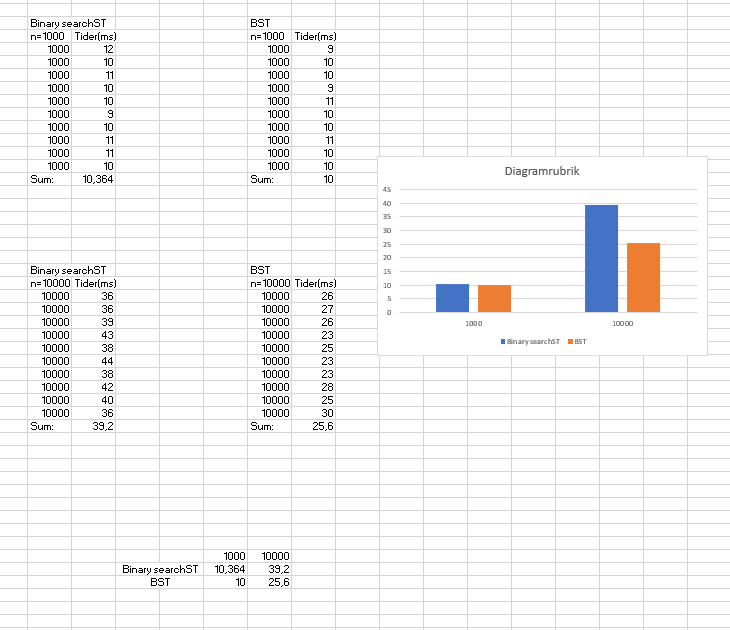 Binary searchST BST
n=1000 Tider(ms) n=1000 Tider(ms)
1000 12 1000 9
1000 10 1000 10
1000 11 1000 10
1000 10 1000 9
1000 10 1000 11
1000 9 1000 10
1000 10 1000 10
1000 11 1000 11
1000 11 1000 10
1000 10 1000 10
Sum: 10,364 Sum: 10
Diagramrubrik
45
40
35
30
25
20
15
10
5
0
1000 10000
Binary searchST BST
Binary searchST BST
n=10000 Tider(ms) n=10000 Tider(ms)
10000 36 10000 26
10000 36 10000 27
10000 39 10000 26
10000 43 10000 23
10000 38 10000 25
10000 44 10000 23
10000 38 10000 23
10000 42 10000 28
10000 40 10000 25
10000 36 10000 30
Sum: 39,2 Sum: 25,6
1000 10000
Binary searchST 10,364 39,2
BST 10 25,6